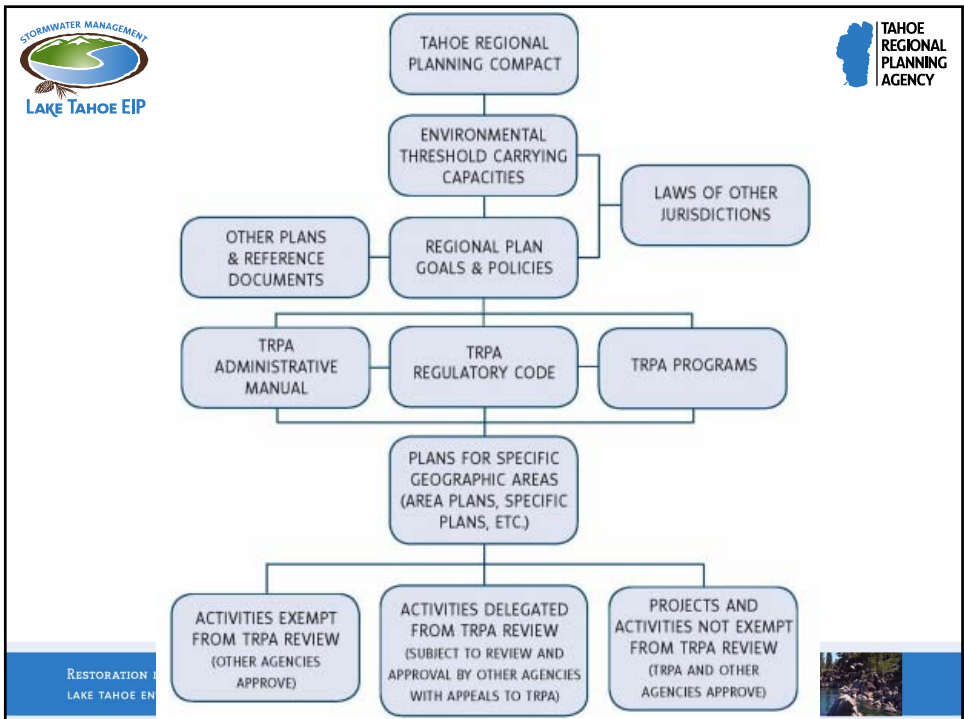 STORMWATER MANAGEMENT
LAKE TAHOE EIP
TAHOE
REGIONAL
PLANNING
AGENCY
TAHOE REGIONAL
PLANNING COMPACT
ENVIRONMENTAL
THRESHOLD CARRYING
CAPACITIES
LAWS OF OTHER
JURISDICTIONS
OTHER PLANS
& REFERENCE
DOCUMENTS
REGIONAL PLAN
GOALS & POLICIES
TRPA
ADMINISTRATIVE
MANUAL
TRPA
REGULATORY CODE
TRPA PROGRAMS
PLANS FOR SPECIFIC
GEOGRAPHIC AREAS
(AREA PLANS, SPECIFIC
PLANS, ETC.)
ACTIVITIES EXEMPT
FROM TRPA REVIEW
(OTHER AGENCIES
APPROVE)
ACTIVITIES DELEGATED
FROM TRPA REVIEW
(SUBJECT TO REVIEW AND
APPROVAL BY OTHER AGENCIES
WITH APPEALS TO TRPA)
PROJECTS AND
ACTIVITIES NOT EXEMPT
FROM TRPA REVIEW
(TRPA AND OTHER
AGENCIES APPROVE)
RESTORATION
LAKE TAHOE EN